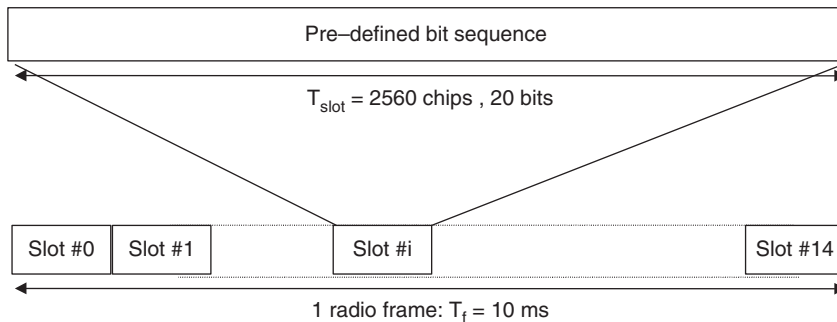 Pre–defined bit sequence
T_slot = 2560 chips , 20 bits
Slot #0 Slot #1 Slot #i Slot #14
1 radio frame: T_f = 10 ms